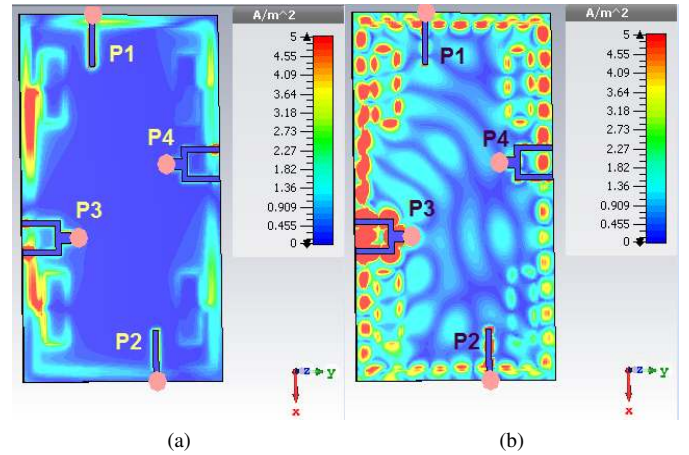 A/m^2
5
4.55
4.09
3.64
3.18
2.73
2.27
1.82
1.36
0.909
0.455
0
P1
P4
P3
P2
z
y
x
(a)
A/m^2
5
4.55
4.09
3.64
3.18
2.73
2.27
1.82
1.36
0.909
0.455
0
P1
P4
P3
P2
z
y
x
(b)